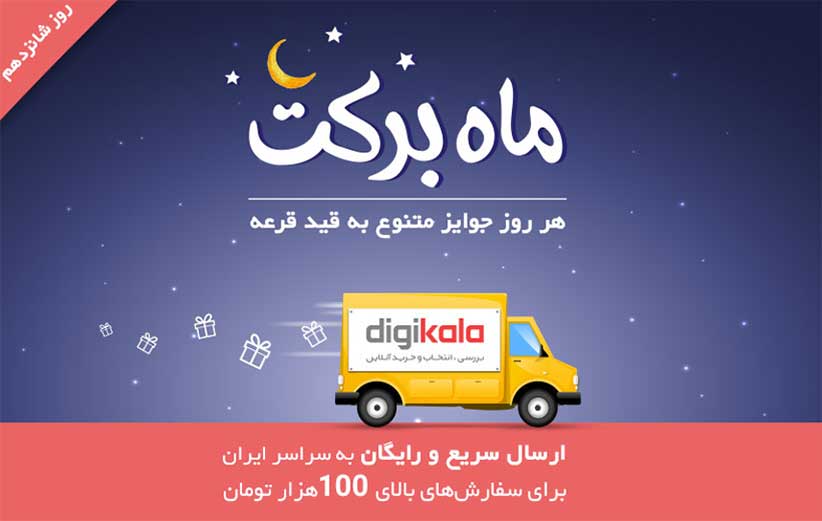 روز شانزدهم
ماه برکت
هر روز جوایز متنوع به قید قرعه
digikala
بررسی، انتخاب و خرید آنلاین
ارسال سریع و رایگان به سراسر ایران
برای سفارش‌های بالای 100هزار تومان